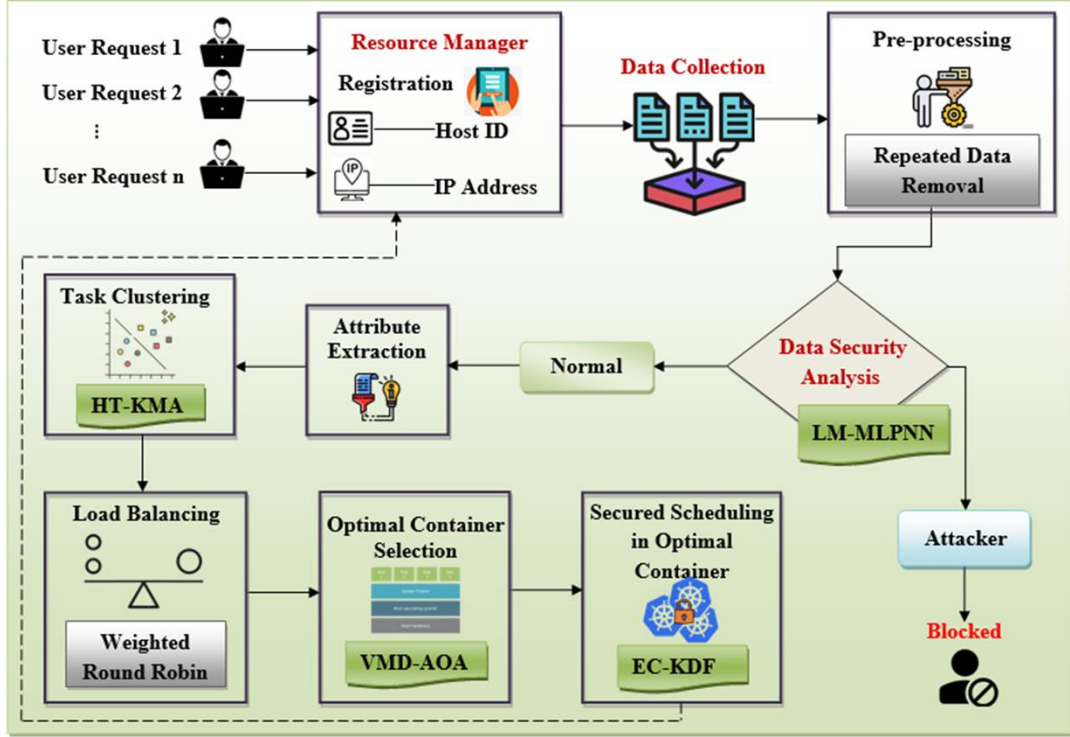 User Request 1
User Request 2
⋮
User Request n
Resource Manager
Registration
Host ID
IP
IP Address
Data Collection
Pre-processing
Repeated Data
Removal
Data Security
Analysis
LM-MLPNN
Normal
Attribute
Extraction
Task Clustering
HT-KMA
Load Balancing
Weighted
Round Robin
Optimal Container
Selection
VMD-AOA
Secured Scheduling
in Optimal
Container
EC-KDF
Attacker
Blocked